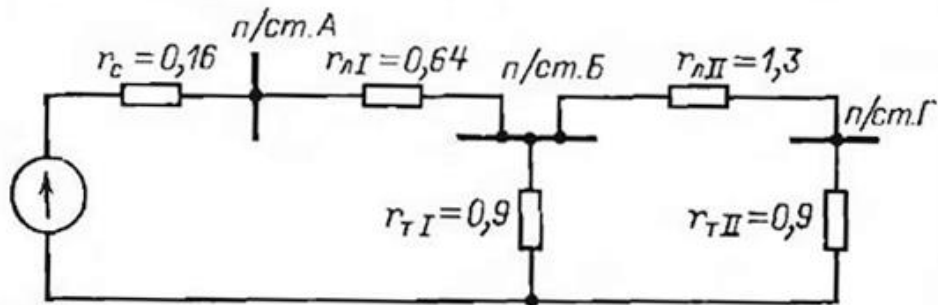 п/ст. А
r_c = 0,16
r_лI = 0,64
п/ст. Б
r_лII = 1,3
п/ст. Г
r_тI = 0,9
r_тII = 0,9